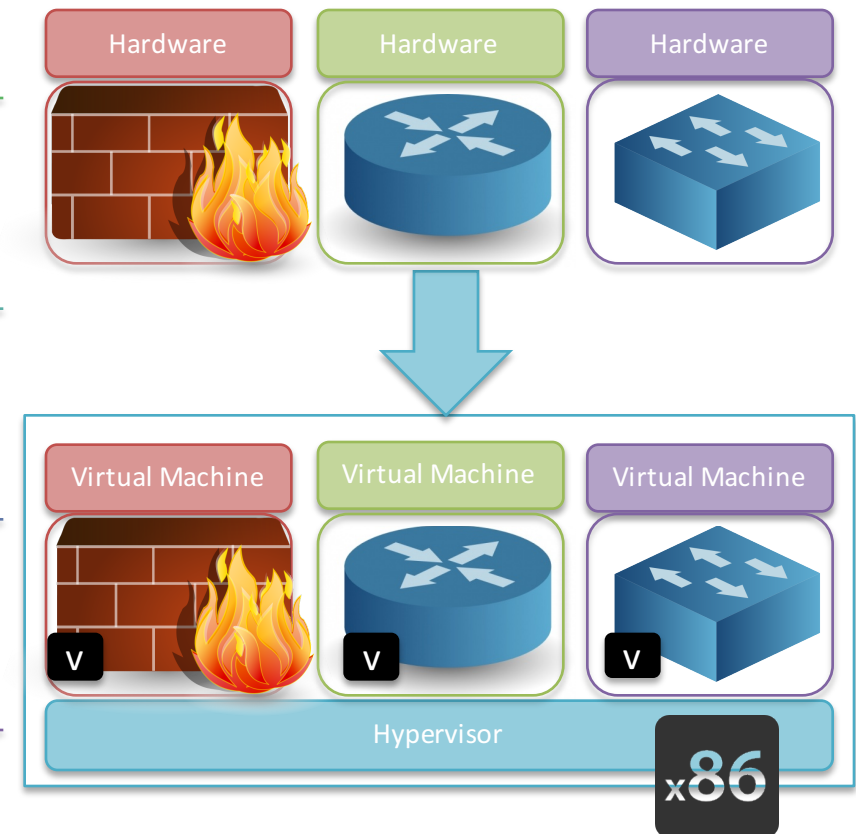 Hardware
Hardware
Hardware
Virtual Machine
Virtual Machine
Virtual Machine
V
V
V
Hypervisor
x86